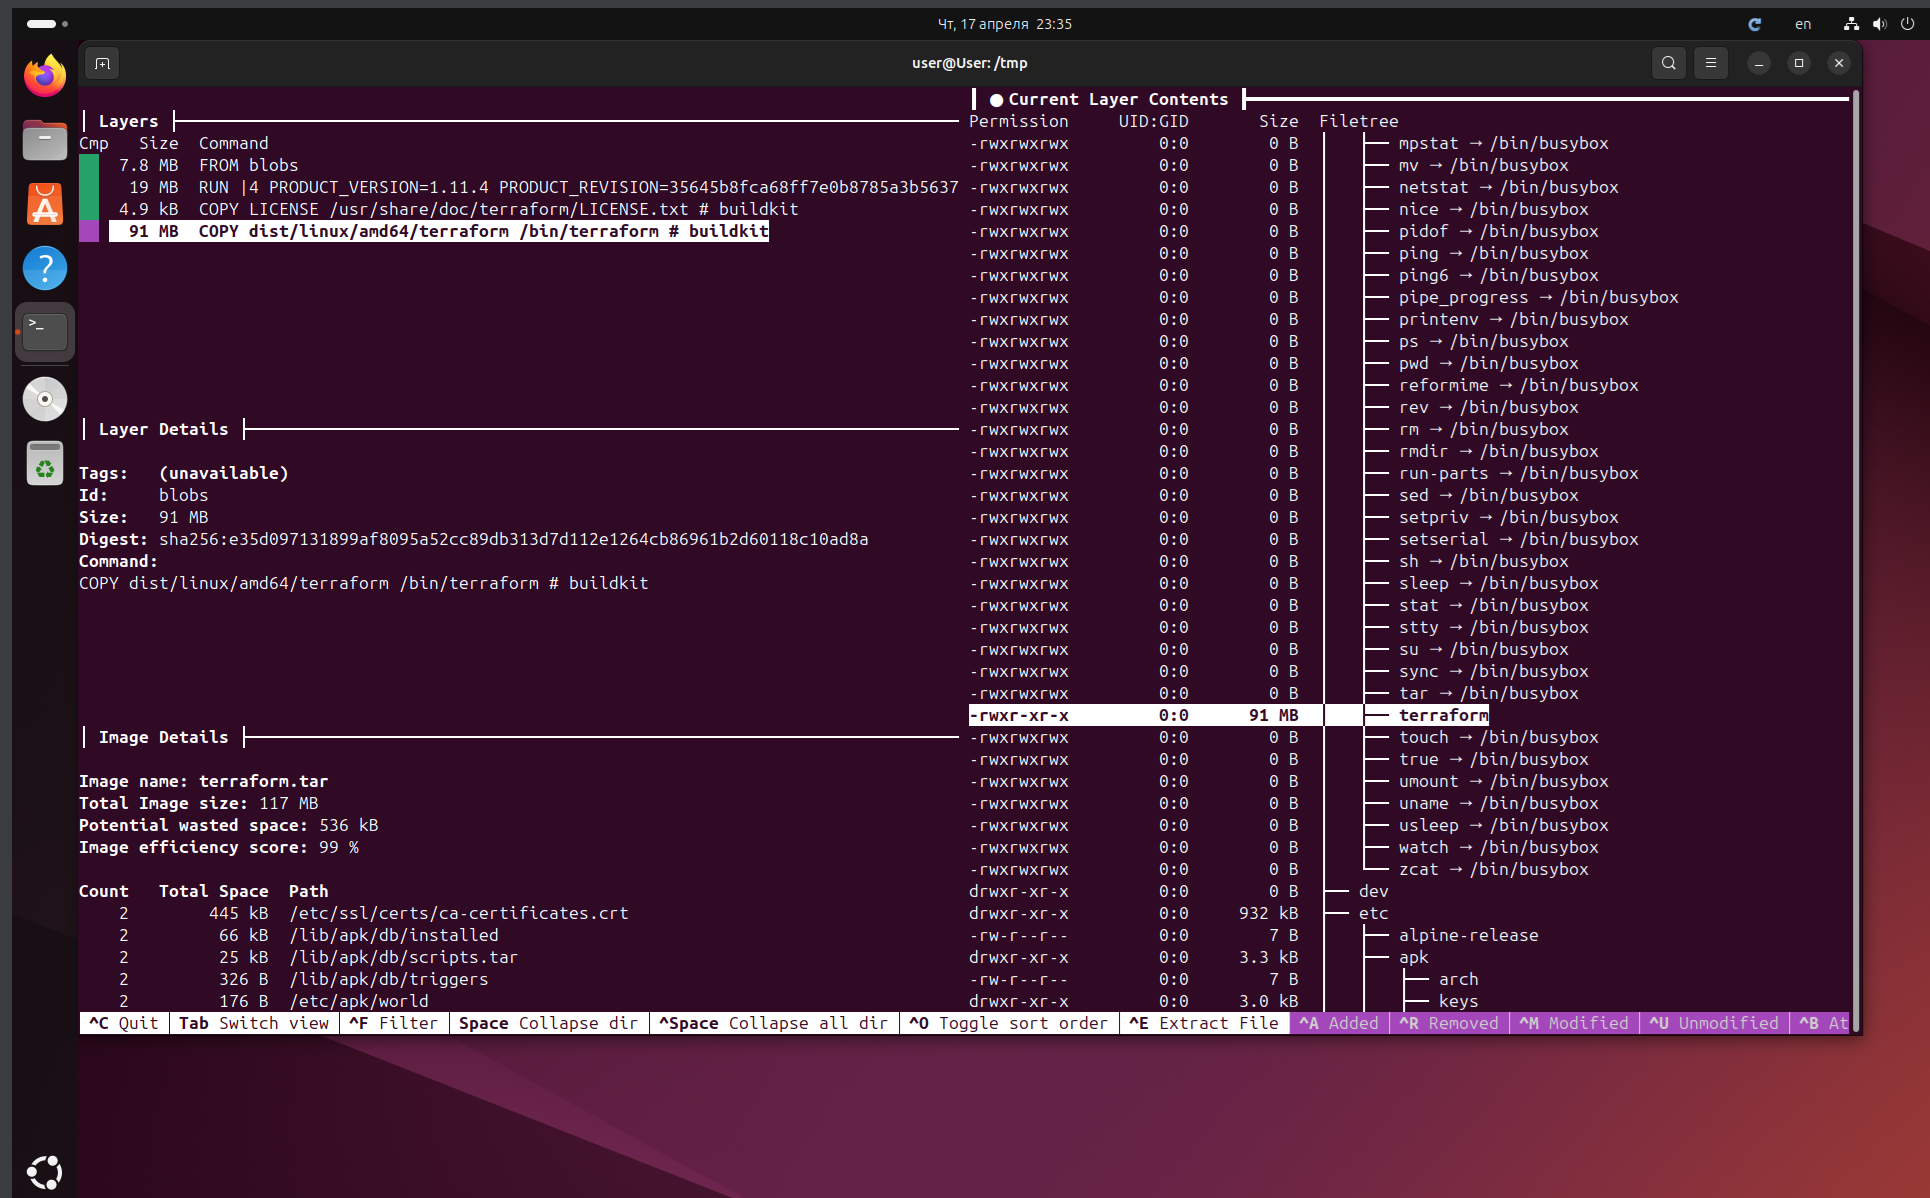 Чт, 17 апреля 23:35
en
user@User: /tmp
Layers
Cmp Size Command
7.8 MB FROM blobs
19 MB RUN |4 PRODUCT_VERSION=1.11.4 PRODUCT_REVISION=35645b8fca68ff7e0b8785a3b5637
4.9 kB COPY LICENSE /usr/share/doc/terraform/LICENSE.txt # buildkit
91 MB COPY dist/linux/amd64/terraform /bin/terraform # buildkit
Layer Details
Tags: (unavailable)
Id: blobs
Size: 91 MB
Digest: sha256:e35d097131899af8095a52cc89db313d7d112e1264cb86961b2d60118c10ad8a
Command:
COPY dist/linux/amd64/terraform /bin/terraform # buildkit
Image Details
Image name: terraform.tar
Total Image size: 117 MB
Potential wasted space: 536 kB
Image efficiency score: 99 %
Count Total Space Path
2 445 kB /etc/ssl/certs/ca-certificates.crt
2 66 kB /lib/apk/db/installed
2 25 kB /lib/apk/db/scripts.tar
2 326 B /lib/apk/db/triggers
2 176 B /etc/apk/world
● Current Layer Contents
Permission UID:GID Size Filetree
-rwxrwxrwx 0:0 0 B mpstat → /bin/busybox
-rwxrwxrwx 0:0 0 B mv → /bin/busybox
-rwxrwxrwx 0:0 0 B netstat → /bin/busybox
-rwxrwxrwx 0:0 0 B nice → /bin/busybox
-rwxrwxrwx 0:0 0 B pidof → /bin/busybox
-rwxrwxrwx 0:0 0 B ping → /bin/busybox
-rwxrwxrwx 0:0 0 B ping6 → /bin/busybox
-rwxrwxrwx 0:0 0 B pipe_progress → /bin/busybox
-rwxrwxrwx 0:0 0 B printenv → /bin/busybox
-rwxrwxrwx 0:0 0 B ps → /bin/busybox
-rwxrwxrwx 0:0 0 B pwd → /bin/busybox
-rwxrwxrwx 0:0 0 B reformime → /bin/busybox
-rwxrwxrwx 0:0 0 B rev → /bin/busybox
-rwxrwxrwx 0:0 0 B rm → /bin/busybox
-rwxrwxrwx 0:0 0 B rmdir → /bin/busybox
-rwxrwxrwx 0:0 0 B run-parts → /bin/busybox
-rwxrwxrwx 0:0 0 B sed → /bin/busybox
-rwxrwxrwx 0:0 0 B setpriv → /bin/busybox
-rwxrwxrwx 0:0 0 B setserial → /bin/busybox
-rwxrwxrwx 0:0 0 B sh → /bin/busybox
-rwxrwxrwx 0:0 0 B sleep → /bin/busybox
-rwxrwxrwx 0:0 0 B stat → /bin/busybox
-rwxrwxrwx 0:0 0 B stty → /bin/busybox
-rwxrwxrwx 0:0 0 B su → /bin/busybox
-rwxrwxrwx 0:0 0 B sync → /bin/busybox
-rwxrwxrwx 0:0 0 B tar → /bin/busybox
-rwxr-xr-x 0:0 91 MB terraform
-rwxrwxrwx 0:0 0 B touch → /bin/busybox
-rwxrwxrwx 0:0 0 B true → /bin/busybox
-rwxrwxrwx 0:0 0 B umount → /bin/busybox
-rwxrwxrwx 0:0 0 B uname → /bin/busybox
-rwxrwxrwx 0:0 0 B usleep → /bin/busybox
-rwxrwxrwx 0:0 0 B watch → /bin/busybox
-rwxrwxrwx 0:0 0 B zcat → /bin/busybox
drwxr-xr-x 0:0 0 B dev
drwxr-xr-x 0:0 932 kB etc
-rw-r--r-- 0:0 7 B alpine-release
drwxr-xr-x 0:0 3.3 kB apk
-rw-r--r-- 0:0 7 B arch
drwxr-xr-x 0:0 3.0 kB keys
^C Quit Tab Switch view ^F Filter Space Collapse dir ^Space Collapse all dir ^O Toggle sort order ^E Extract File ^A Added ^R Removed ^M Modified ^U Unmodified ^B At